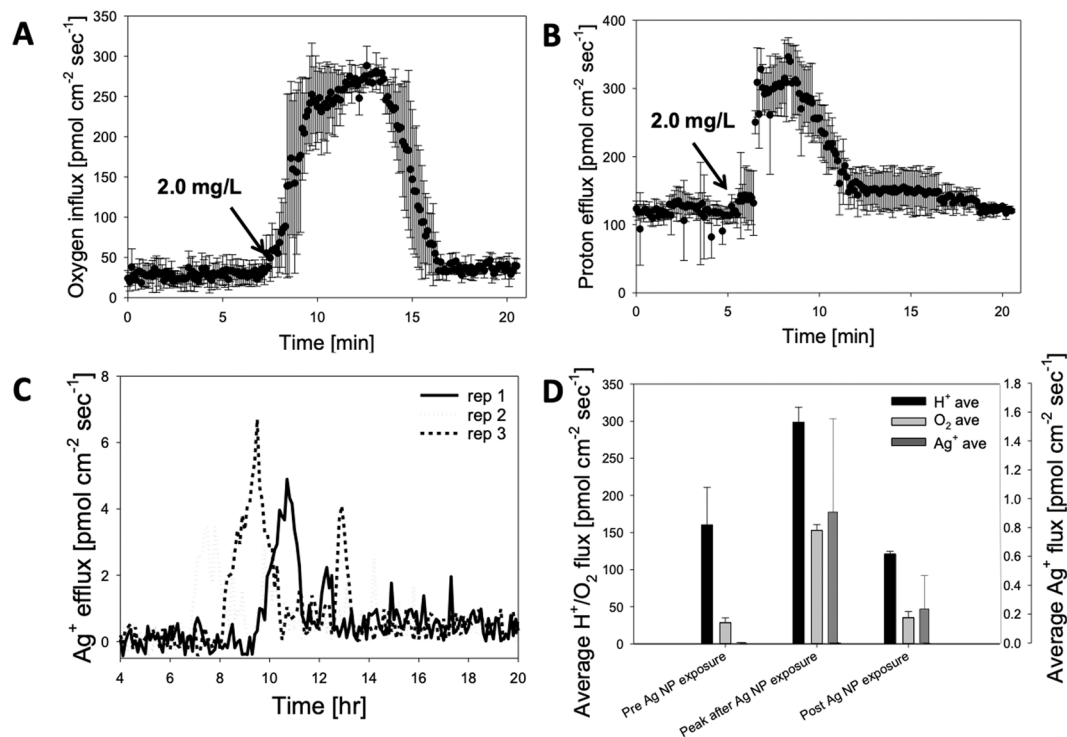 A
Oxygen influx [pmol cm⁻² sec⁻¹]
350
300
250
200
150
100
50
0
2.0 mg/L
0 5 10 15 20
Time [min]
B
Proton efflux [pmol cm⁻² sec⁻¹]
400
300
200
100
0
2.0 mg/L
0 5 10 15 20
Time [min]
C
Ag⁺ efflux [pmol cm⁻² sec⁻¹]
8
6
4
2
0
rep 1
rep 2
rep 3
4 6 8 10 12 14 16 18 20
Time [hr]
D
Average H⁺/O₂ flux [pmol cm⁻² sec⁻¹]
350
300
250
200
150
100
50
0
H⁺ ave
O₂ ave
Ag⁺ ave
1.8
1.6
1.4
1.2
1.0
0.8
0.6
0.4
0.2
0.0
Average Ag⁺ flux [pmol cm⁻² sec⁻¹]
Pre Ag NP exposure
Peak after Ag NP exposure
Post Ag NP exposure